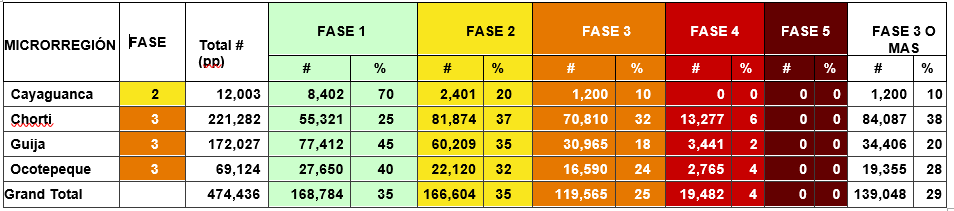 MICRORREGIÓN FASE Total # (pp) FASE 1 FASE 2 FASE 3 FASE 4 FASE 5 FASE 3 O MAS
# % # % # % # % # % # %
Cayaguanca 2 12,003 8,402 70 2,401 20 1,200 10 0 0 0 0 1,200 10
Chorti 3 221,282 55,321 25 81,874 37 70,810 32 13,277 6 0 0 84,087 38
Guija 3 172,027 77,412 45 60,209 35 30,965 18 3,441 2 0 0 34,406 20
Ocotepeque 3 69,124 27,650 40 22,120 32 16,590 24 2,765 4 0 0 19,355 28
Grand Total 474,436 168,784 35 166,604 35 119,565 25 19,482 4 0 0 139,048 29